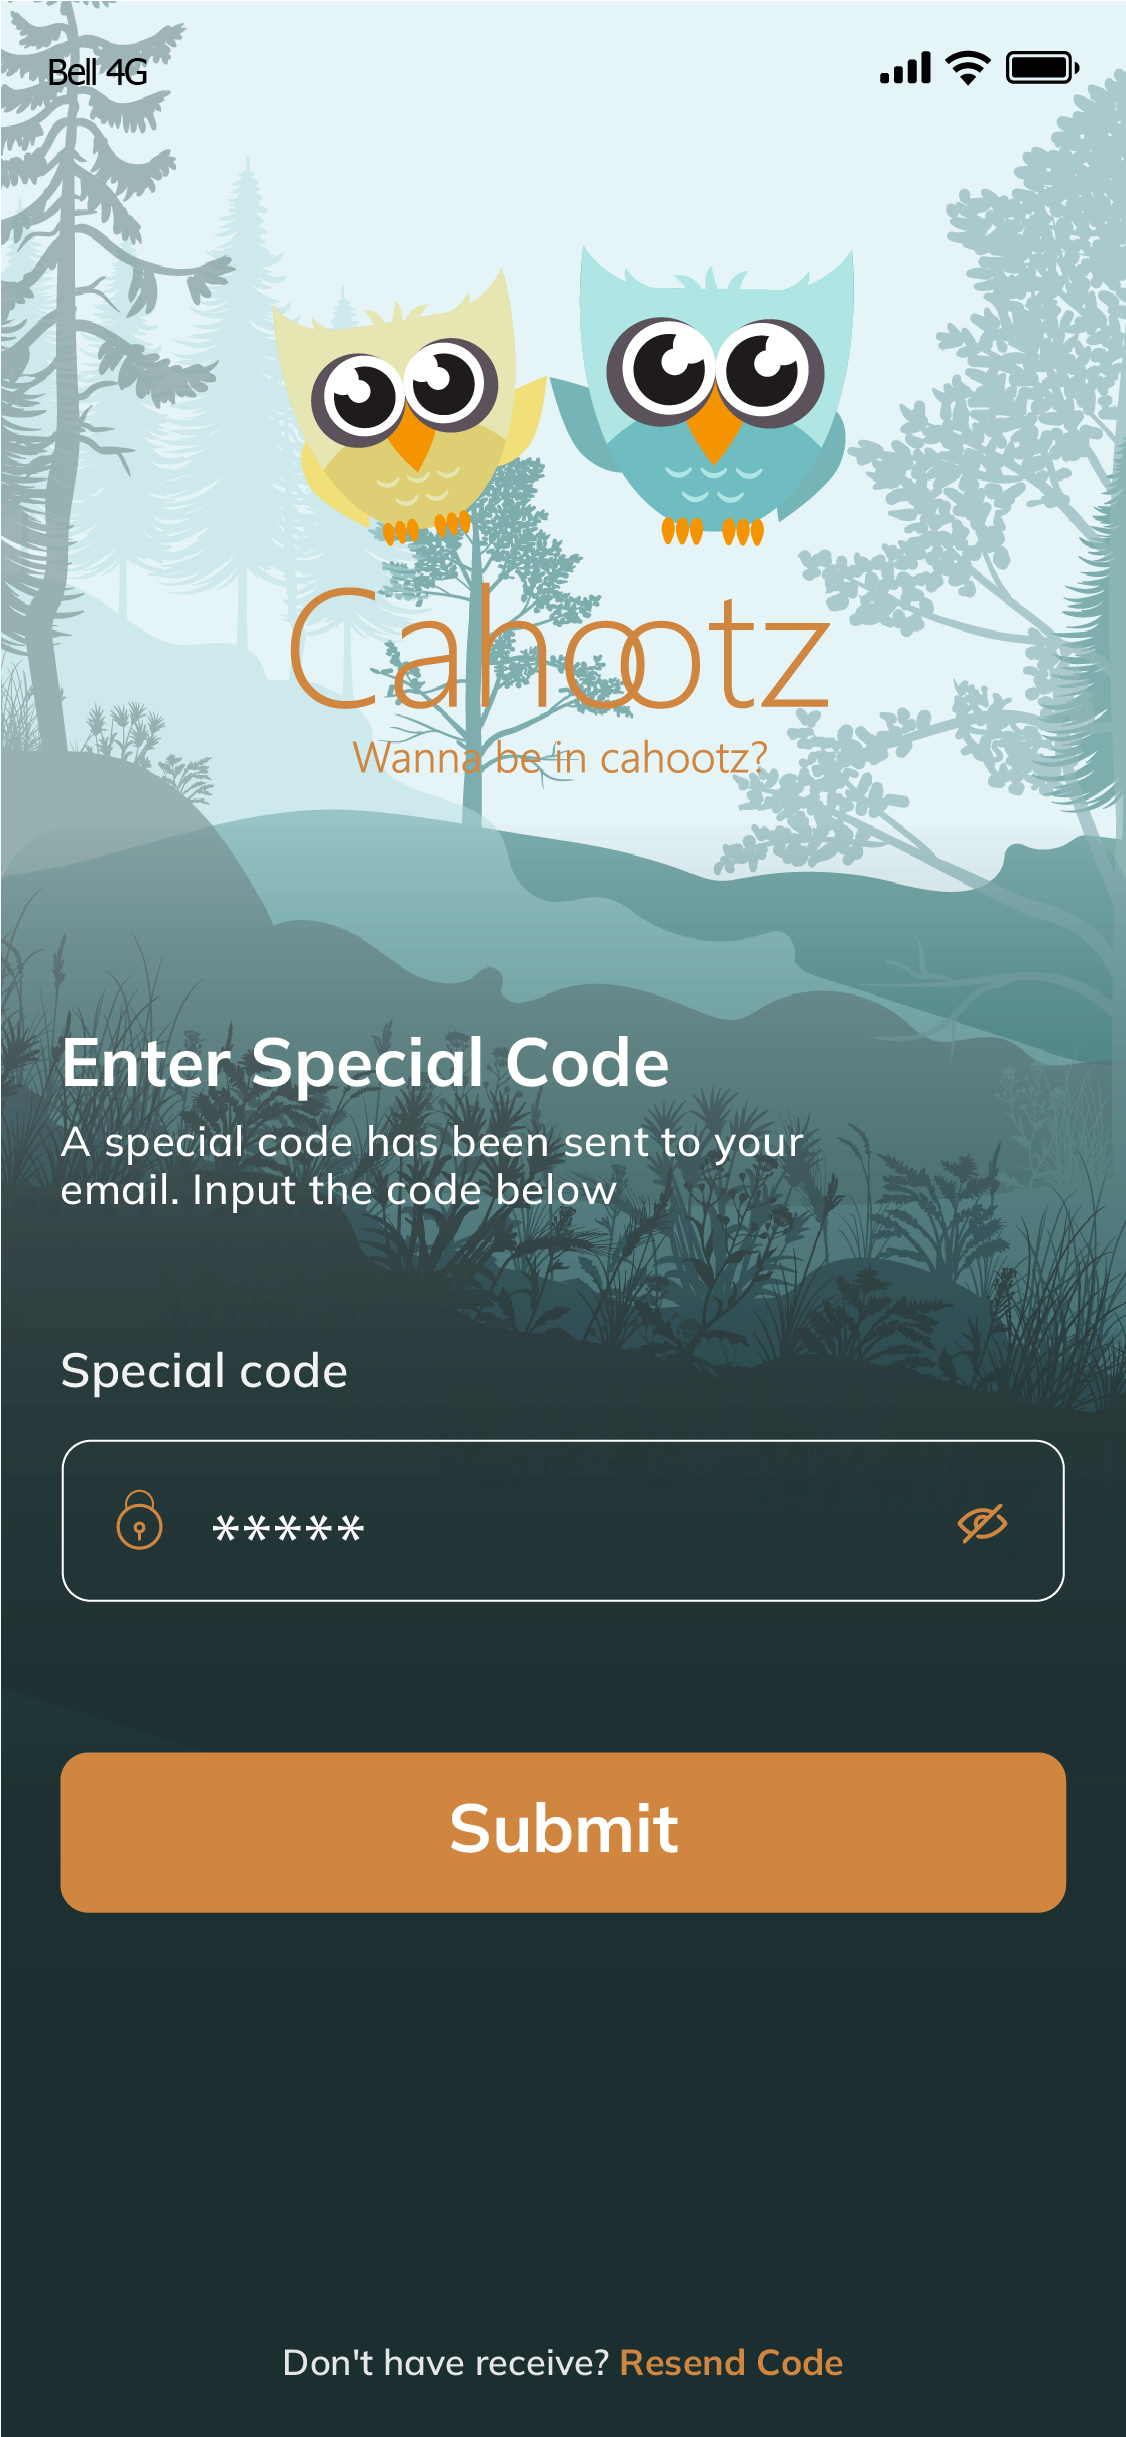 Bell 4G
Cahootz
Wanna be in cahootz?
Enter Special Code
A special code has been sent to your
email. Input the code below
Special code
*****
Submit
Don't have receive? Resend Code